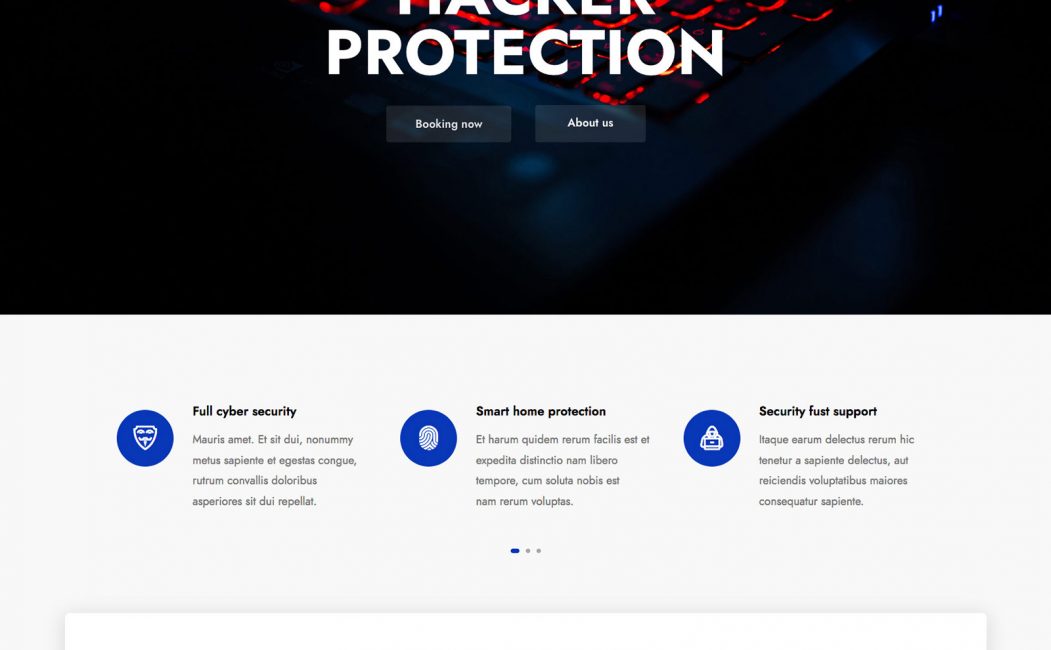 HACKER
PROTECTION
Booking now
About us
Full cyber security
Mauris amet. Et sit dui, nonummy
metus sapiente et egestas congue,
rutrum convallis doloribus
asperiores sit dui repellat.
Smart home protection
Et harum quidem rerum facilis est et
expedita distinctio nam libero
tempore, cum soluta nobis est
nam rerum voluptas.
Security fust support
Itaque earum delectus rerum hic
tenetur a sapiente delectus, aut
reiciendis voluptatibus maiores
consequatur sapiente.